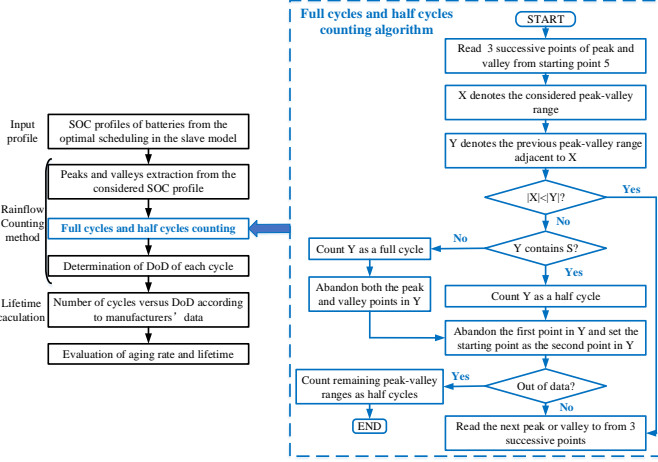 Full cycles and half cycles
counting algorithm
START
Read 3 successive points of peak and
valley from starting point 5
X denotes the considered peak-valley
range
Y denotes the previous peak-valley range
adjacent to X
|X|<|Y|?
Yes
No
Y contains S?
No
Yes
Count Y as a full cycle
Abandon both the peak
and valley points in Y
Count Y as a half cycle
Abandon the first point in Y and set the
starting point as the second point in Y
Out of data?
Yes
No
Count remaining peak-valley
ranges as half cycles
END
Read the next peak or valley to from 3
successive points
Input
profile
SOC profiles of batteries from the
optimal scheduling in the slave model
Rainflow
Counting
method
Peaks and valleys extraction from the
considered SOC profile
Full cycles and half cycles counting
Determination of DoD of each cycle
Lifetime
caculation
Number of cycles versus DoD according
to manufacturers’ data
Evaluation of aging rate and lifetime